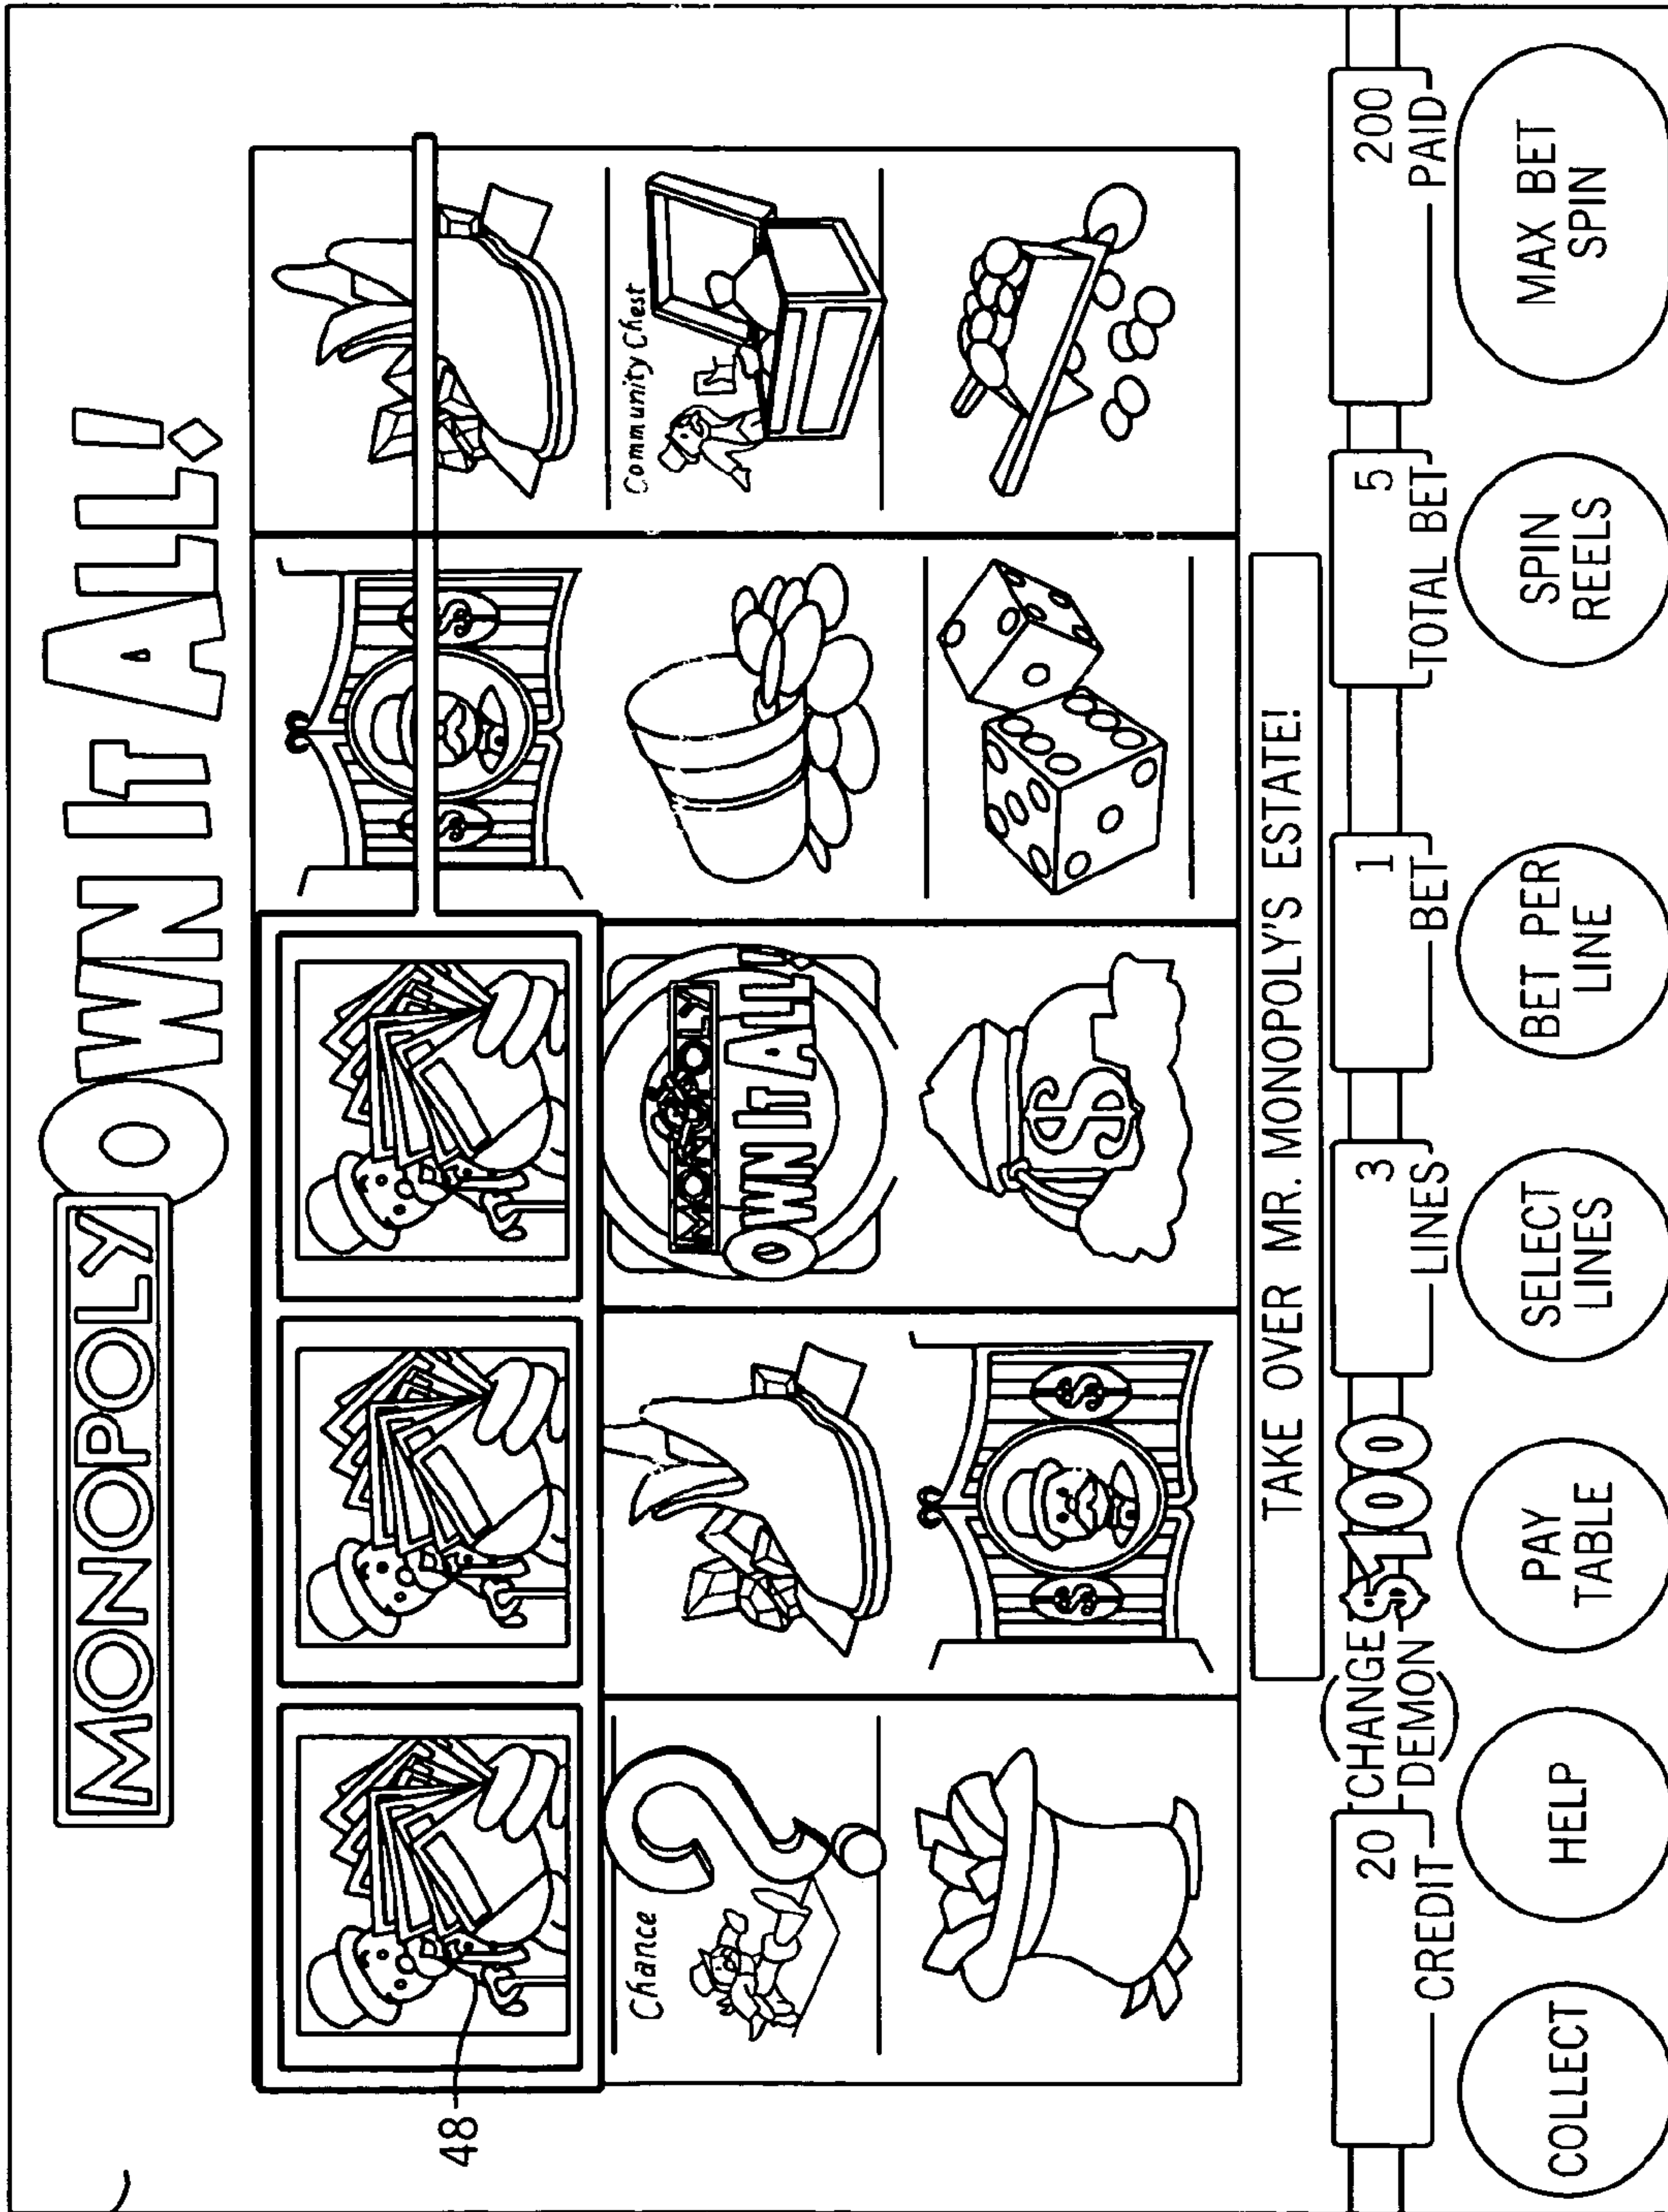 MONOPOLY OWN IT ALL!
48
Chance
MONOPOLY
OWN IT ALL!
$
$ $
$ $
Community Chest
TAKE OVER MR. MONOPOLY'S ESTATE!
20
CREDIT
(CHANGE
DEMON)
$100
3
LINES
1
BET
5
TOTAL BET
200
PAID
COLLECT
HELP
PAY
TABLE
SELECT
LINES
BET PER
LINE
SPIN
REELS
MAX BET
SPIN